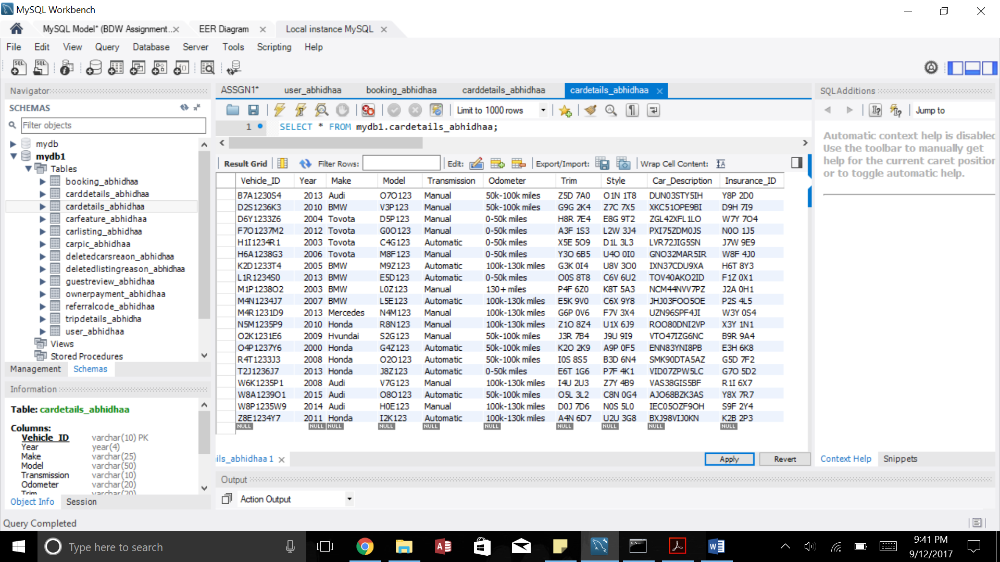 MySQL Workbench
MySQL Model* (BDW Assignment..× EER Diagram × Local instance MySQL ×
File Edit View Query Database Server Tools Scripting Help
Navigator
SCHEMAS
Filter objects
mydb
mydb1
Tables
booking_abhidhaa
carddetails_abhidhaa
cardetails_abhidhaa
carfeature_abhidhaa
carlisting_abhidhaa
carpic_abhidhaa
deletedcarsreaon_abhidhaa
deletedlistingreason_abhidhaa
guestreview_abhidhaa
ownerpayment_abhidhaa
referralcode_abhidhaa
tripdetails_abhidha
user_abhidhaa
Views
Stored Procedures
Management Schemas
Information
Table: cardetails_abhidhaa
Columns:
Vehicle_ID varchar(10) PK
Year year(4)
Make varchar(25)
Model varchar(50)
Transmission varchar(10)
Odometer varchar(20)
Trim varchar(20)
Object Info Session
ASSGN1* user_abhidhaa booking_abhidhaa carddetails_abhidhaa cardetails_abhidhaa ×
Limit to 1000 rows
1 SELECT * FROM mydb1.cardetails_abhidhaa;
Result Grid Filter Rows: Edit: Export/Import: Wrap Cell Content:
Vehicle_ID Year Make Model Transmission Odometer Trim Style Car_Description Insurance_ID
B7A1230S4 2013 Audi O7O123 Manual 50k-100k miles Z5D 7A0 O1N 1T8 DUN03STY5IH Y8P 2D0
D2S1236K3 2010 BMW V3P123 Manual 50k-100k miles G9G 2K4 Z7C 7X5 XKC51OPE9BI D9H 7I9
D6Y1233Z6 2004 Toyota D5P123 Manual 0-50k miles H8R 7E4 E8G 9T2 ZGL42XFL1LO W7Y 7O4
F7O1237M2 2012 Toyota G0O123 Manual 0-50k miles A3F 1S3 L2W 3J4 PXI75ZDM0JS N0O 1J5
H1I1234R1 2003 Toyota C4G123 Automatic 0-50k miles X5E 5O9 D1L 3L3 LVR72JIG5SN J7W 9E9
H6A1238G3 2006 Toyota M8F123 Manual 0-50k miles Y3O 6B5 U4O 0I0 GNO32MAR5IR W8F 4J0
K2D1233T4 2005 BMW M9Z123 Automatic 100k-130k miles G3K 0I4 U8V 3O0 IXN37CDU9XA H6T 8Y3
L1R1234S0 2013 BMW E5D123 Automatic 0-50k miles O0S 8T8 C6V 6U2 TOV40AKO2ID F1Z 0X1
M1P1238O2 2003 BMW L0Z123 Manual 130+ miles P4F 6Z0 K8T 5A3 NCM44NVV7PZ J2A 0H1
M4N1234J7 2007 BMW L5E123 Automatic 100k-130k miles E5K 9V0 C6X 9Y8 JHJ03FOO5OE P2S 4L5
M4R1231D9 2013 Mercedes N4M123 Manual 100k-130k miles G6P 0V6 F7V 3X4 UZN96SPF4JI W3Y 0S4
N5M1235P9 2010 Honda R8N123 Manual 100k-130k miles Z1O 8Z4 U1X 6J9 ROO80DNI2VP X3Y 1N1
O2K1231E6 2009 Hyundai S2G123 Manual 50k-100k miles J3R 7B4 J9U 9I9 VTO47IZG6NC B9R 9A4
O4P1237Y6 2000 Honda G4Z123 Automatic 50k-100k miles K2O 2K9 A9P 0F5 ENN83YNI8PB E3H 6K8
R4T1233J3 2008 Honda O2O123 Automatic 50k-100k miles I0S 8S5 B3D 6N4 SMK90DTA5AZ G5D 7F2
T2J1236J7 2013 Honda J8Z123 Automatic 0-50k miles E6T 1G6 P7F 4K1 VID07ZPW5LC G7O 5D2
W6K1235P1 2008 Audi V7G123 Manual 100k-130k miles I4U 2U3 Z7Y 4B9 VAS38GIS5BF R1I 6X7
W8A1239O1 2015 Audi O8O123 Automatic 50k-100k miles O5L 3L2 C8N 0G4 AJO68BZK3AS Y8X 7R7
W8P1235W9 2014 Audi H0E123 Manual 100k-130k miles D0J 7D6 N0S 5L0 IEC05OZF9OH S9F 2Y4
Z8E1234Y7 2011 Honda I2K123 Automatic 100k-130k miles A4N 6D7 U2U 3G8 BXJ98VIJ0KN K2B 2P3
NULL NULL NULL NULL NULL NULL NULL NULL NULL NULL
ils_abhidhaa 1 × Apply Revert
Output
Action Output
SQLAdditions
Jump to
Automatic context help is disabled
Use the toolbar to manually get
help for the current caret position
or to toggle automatic help.
Context Help Snippets
Query Completed
Type here to search
9:41 PM
9/12/2017